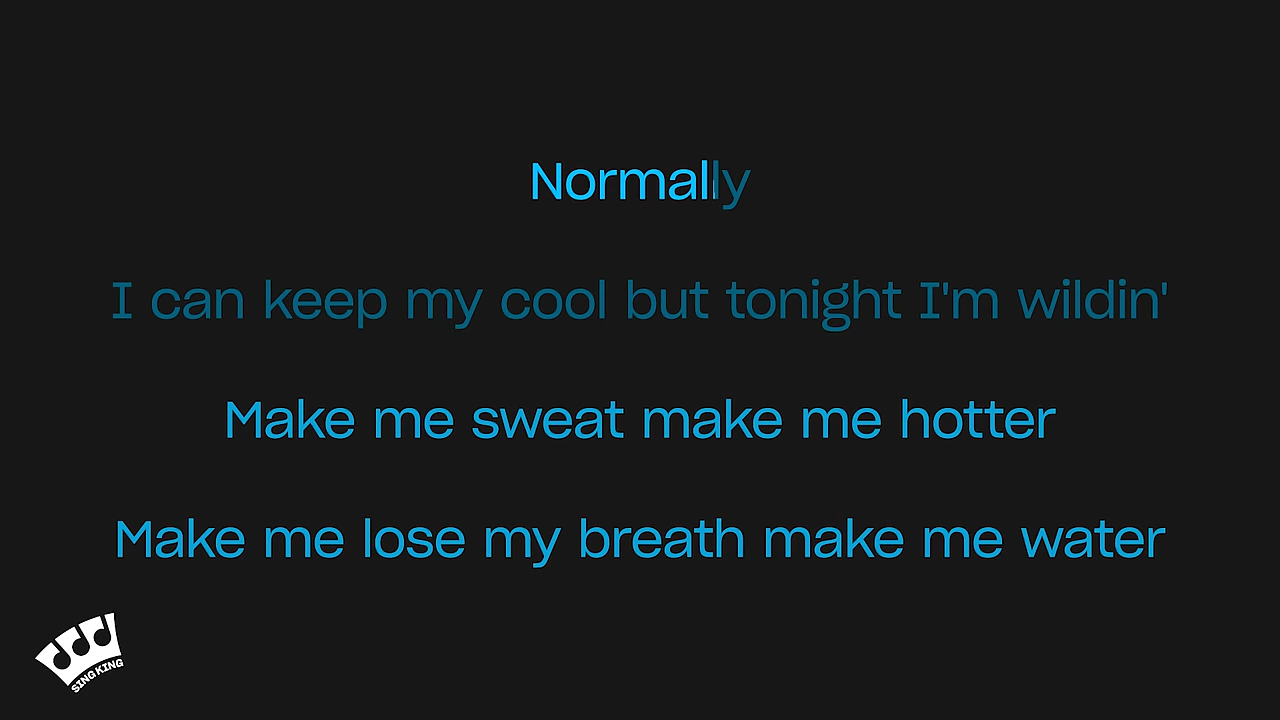 Normally
I can keep my cool but tonight I'm wildin'
Make me sweat make me hotter
Make me lose my breath make me water
SING KING